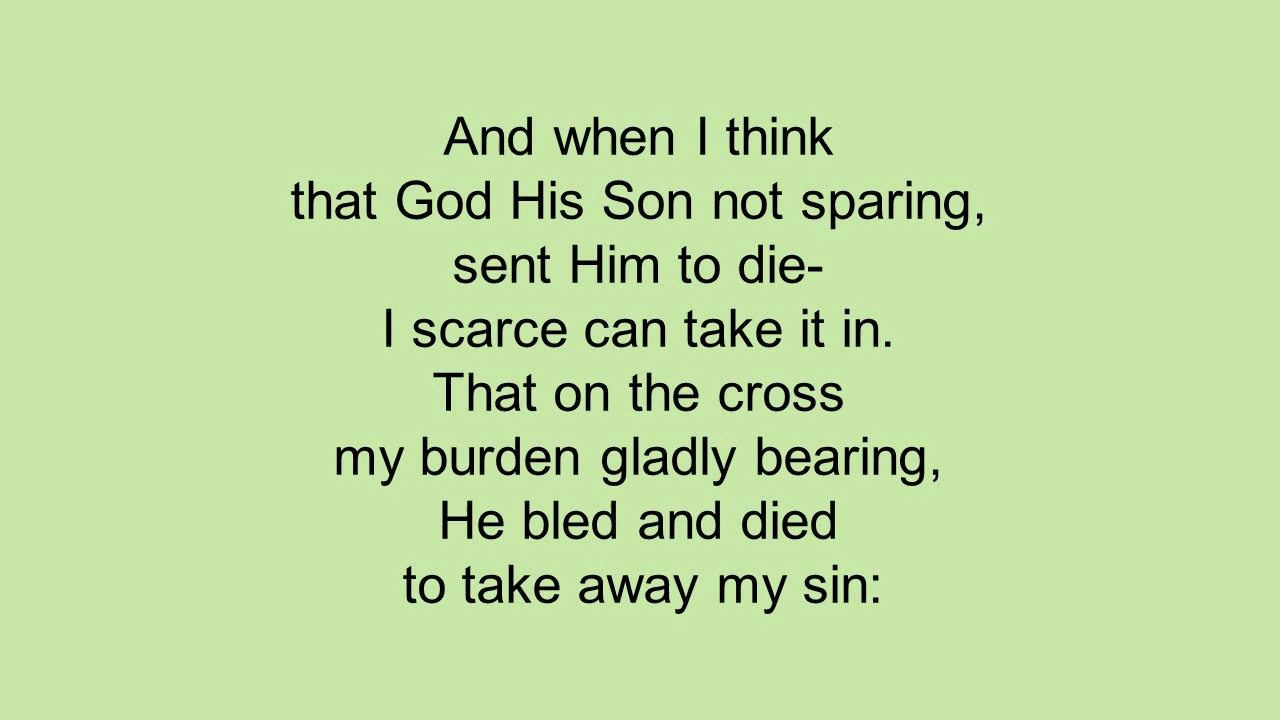 And when I think
that God His Son not sparing,
sent Him to die-
I scarce can take it in.
That on the cross
my burden gladly bearing,
He bled and died
to take away my sin: